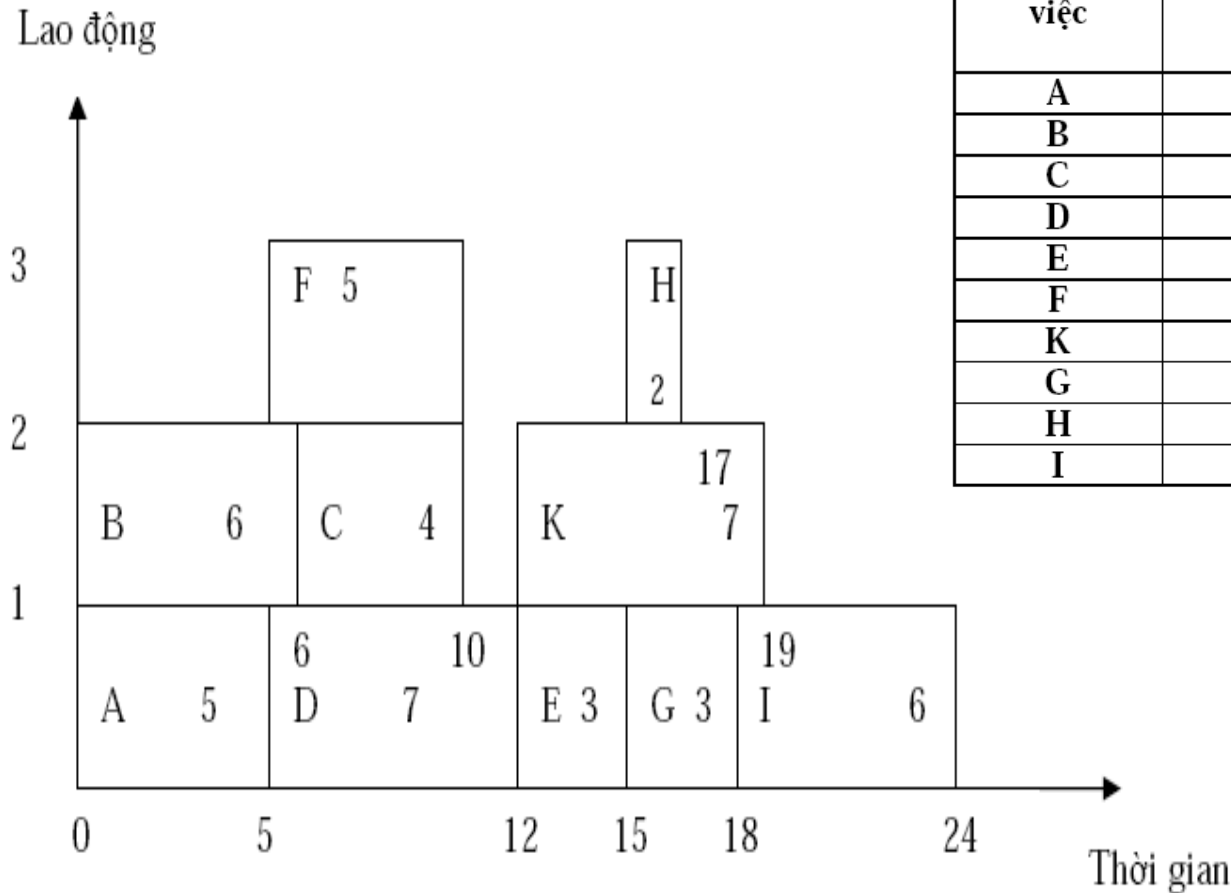 Lao động
3
F 5
H
2
2
17
B 6 C 4
K 7
1
6 10
19
A 5 D 7 E 3 G 3 I 6
0 5 12 15 18 24
Thời gian
việc
A
B
C
D
E
F
K
G
H
I